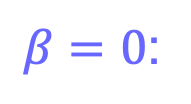 β = 0: